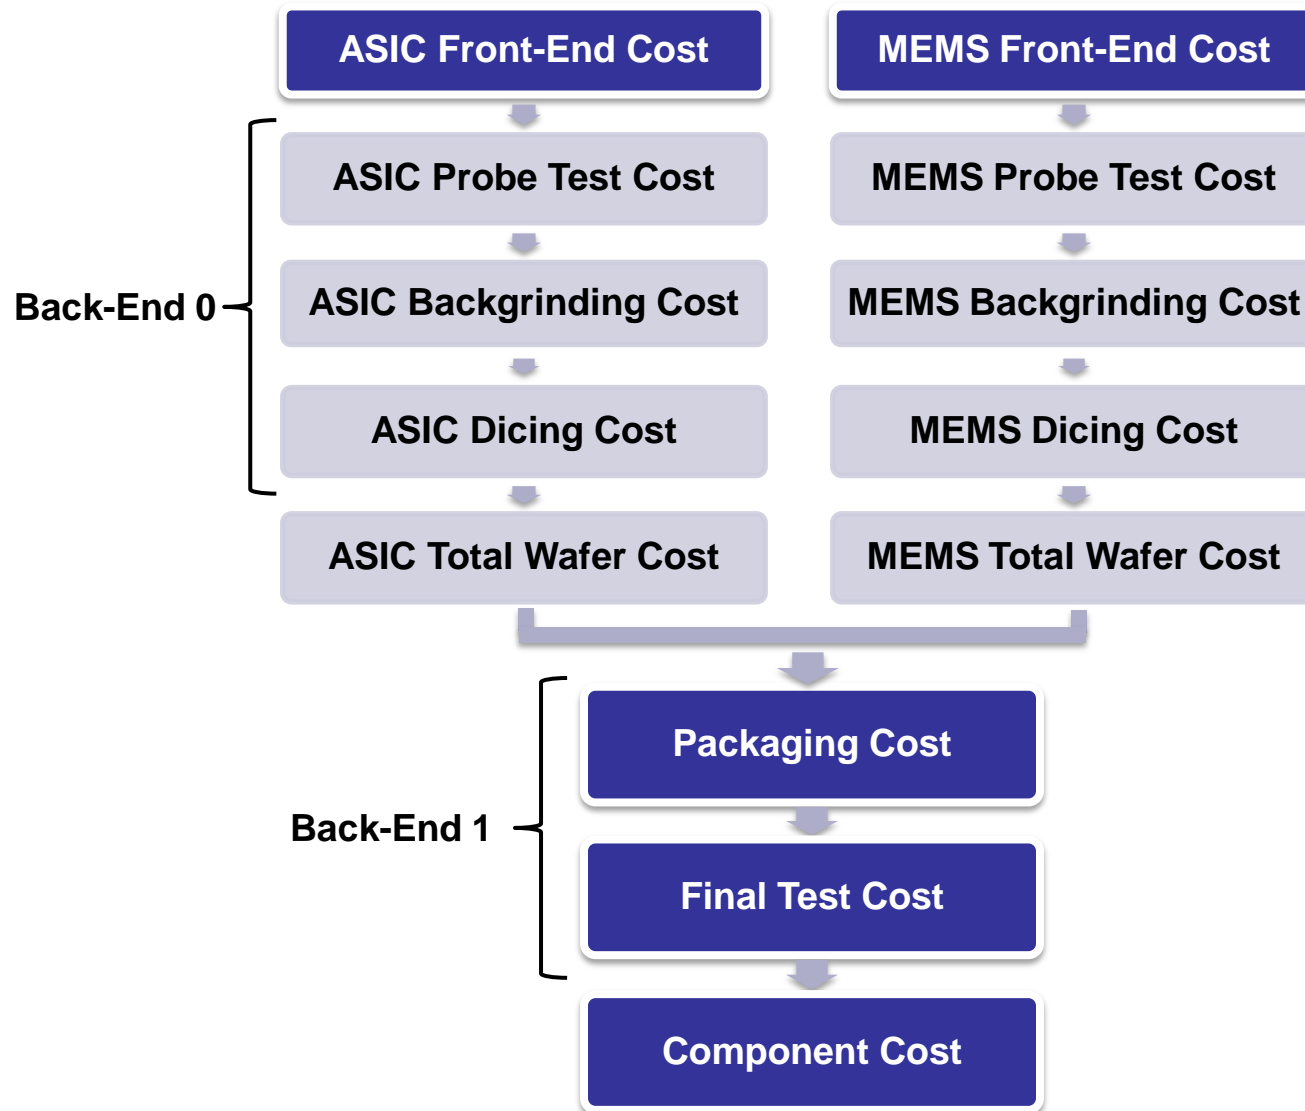 ASIC Front-End Cost
MEMS Front-End Cost
ASIC Probe Test Cost
MEMS Probe Test Cost
Back-End 0
ASIC Backgrinding Cost
MEMS Backgrinding Cost
ASIC Dicing Cost
MEMS Dicing Cost
ASIC Total Wafer Cost
MEMS Total Wafer Cost
Packaging Cost
Back-End 1
Final Test Cost
Component Cost